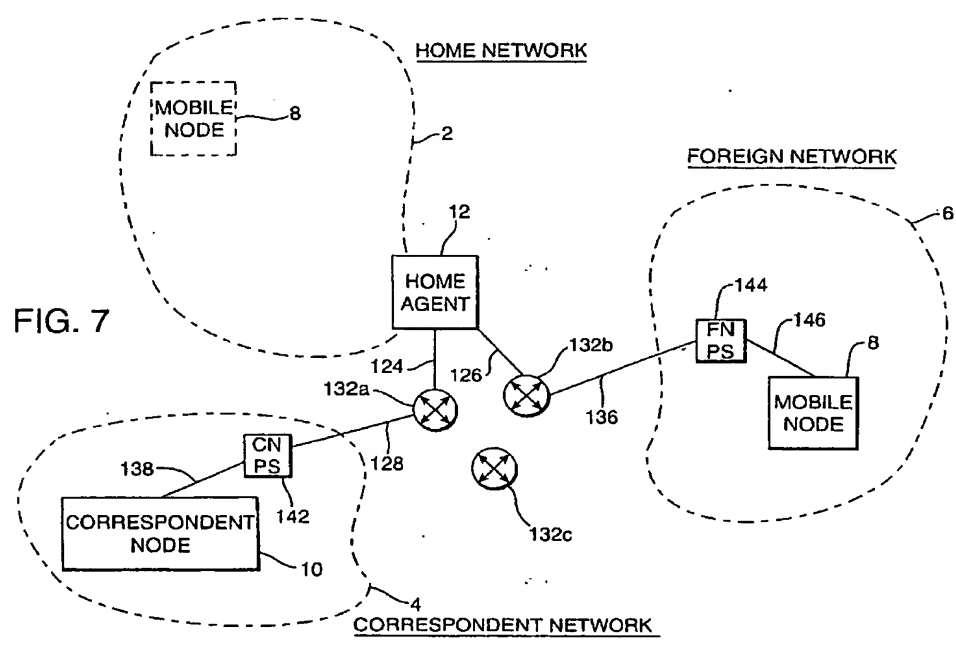 HOME NETWORK
MOBILE
NODE
8
2
FOREIGN NETWORK
6
12
HOME
AGENT
FIG. 7
144
FN
PS
146
8
MOBILE
NODE
124
126
132b
132a
136
128
CN
PS
138
142
132c
CORRESPONDENT
NODE
10
4
CORRESPONDENT NETWORK